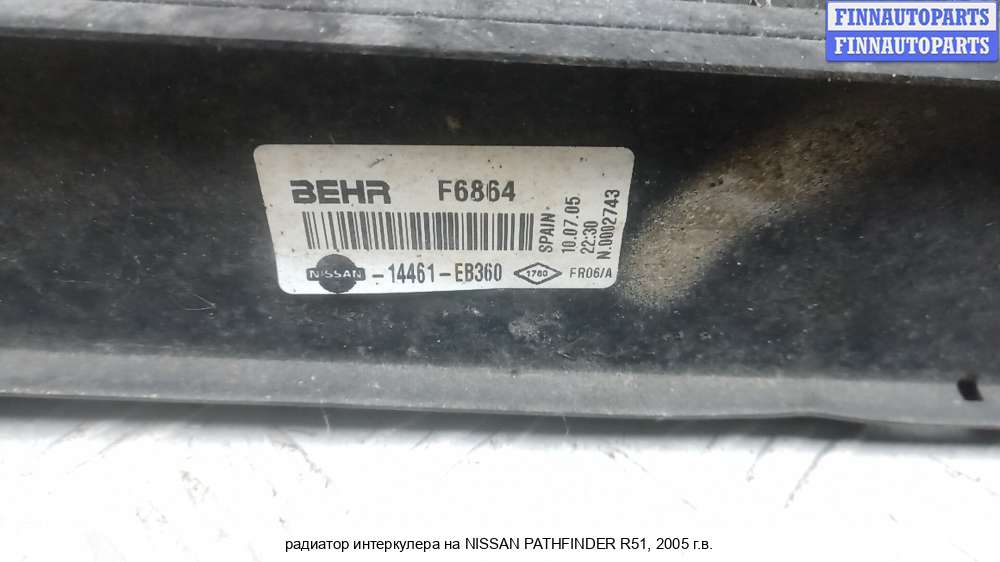 FINNAUTOPARTS
FINNAUTOPARTS
BEHR F6864
SPAIN
10.07.05
22:30
N.0002743
NISSAN -14461-EB360 1780 FR06/A
радиатор интеркулера на NISSAN PATHFINDER R51, 2005 г.в.